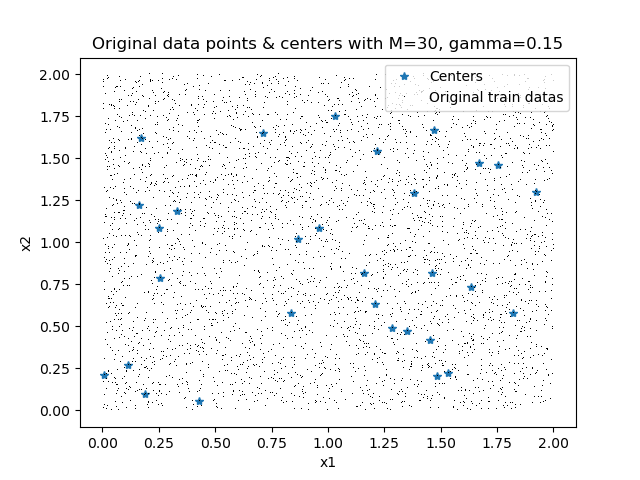 Original data points & centers with M=30, gamma=0.15
Centers
Original train datas
2.00
1.75
1.50
1.25
1.00
0.75
0.50
0.25
0.00
x2
0.00 0.25 0.50 0.75 1.00 1.25 1.50 1.75 2.00
x1